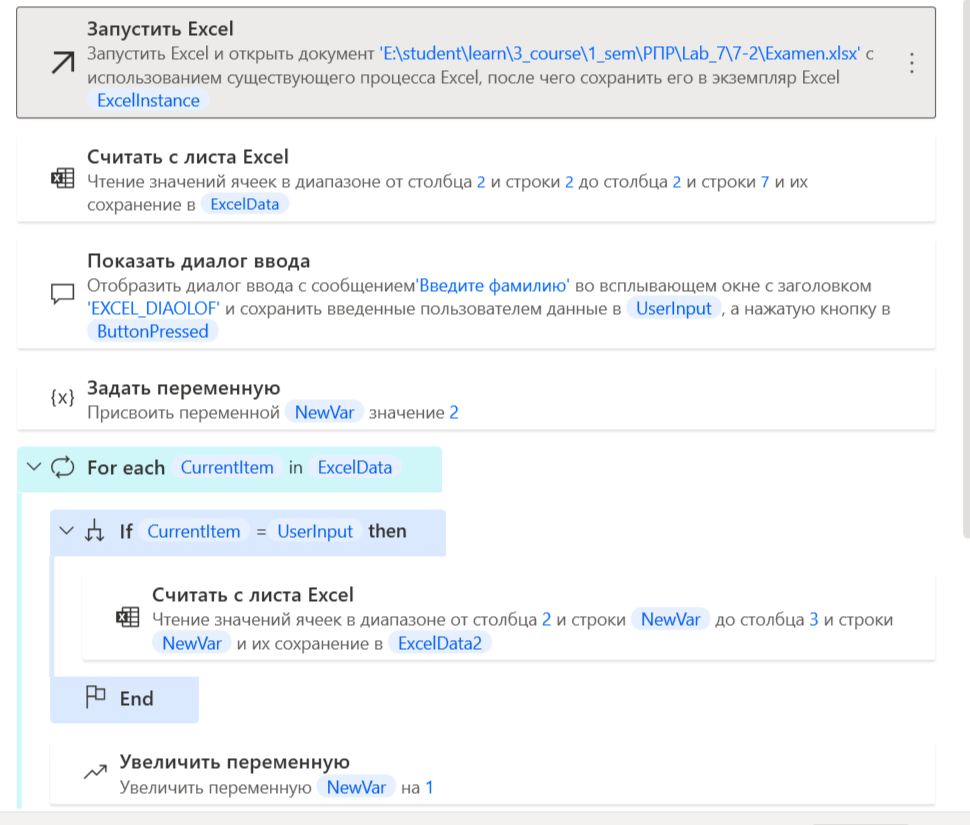 Запустить Excel
Запустить Excel и открыть документ 'E:\student\learn\3_course\1_sem\РПР\Lab_7\7-2\Examen.xlsx' с
использованием существующего процесса Excel, после чего сохранить его в экземпляр Excel
ExcelInstance
Считать с листа Excel
Чтение значений ячеек в диапазоне от столбца 2 и строки 2 до столбца 2 и строки 7 и их
сохранение в ExcelData
Показать диалог ввода
Отобразить диалог ввода с сообщением'Введите фамилию' во всплывающем окне с заголовком
'EXCEL_DIAOLOF' и сохранить введенные пользователем данные в UserInput , а нажатую кнопку в
ButtonPressed
{x} Задать переменную
Присвоить переменной NewVar значение 2
For each CurrentItem in ExcelData
If CurrentItem = UserInput then
Считать с листа Excel
Чтение значений ячеек в диапазоне от столбца 2 и строки NewVar до столбца 3 и строки
NewVar и их сохранение в ExcelData2
End
Увеличить переменную
Увеличить переменную NewVar на 1